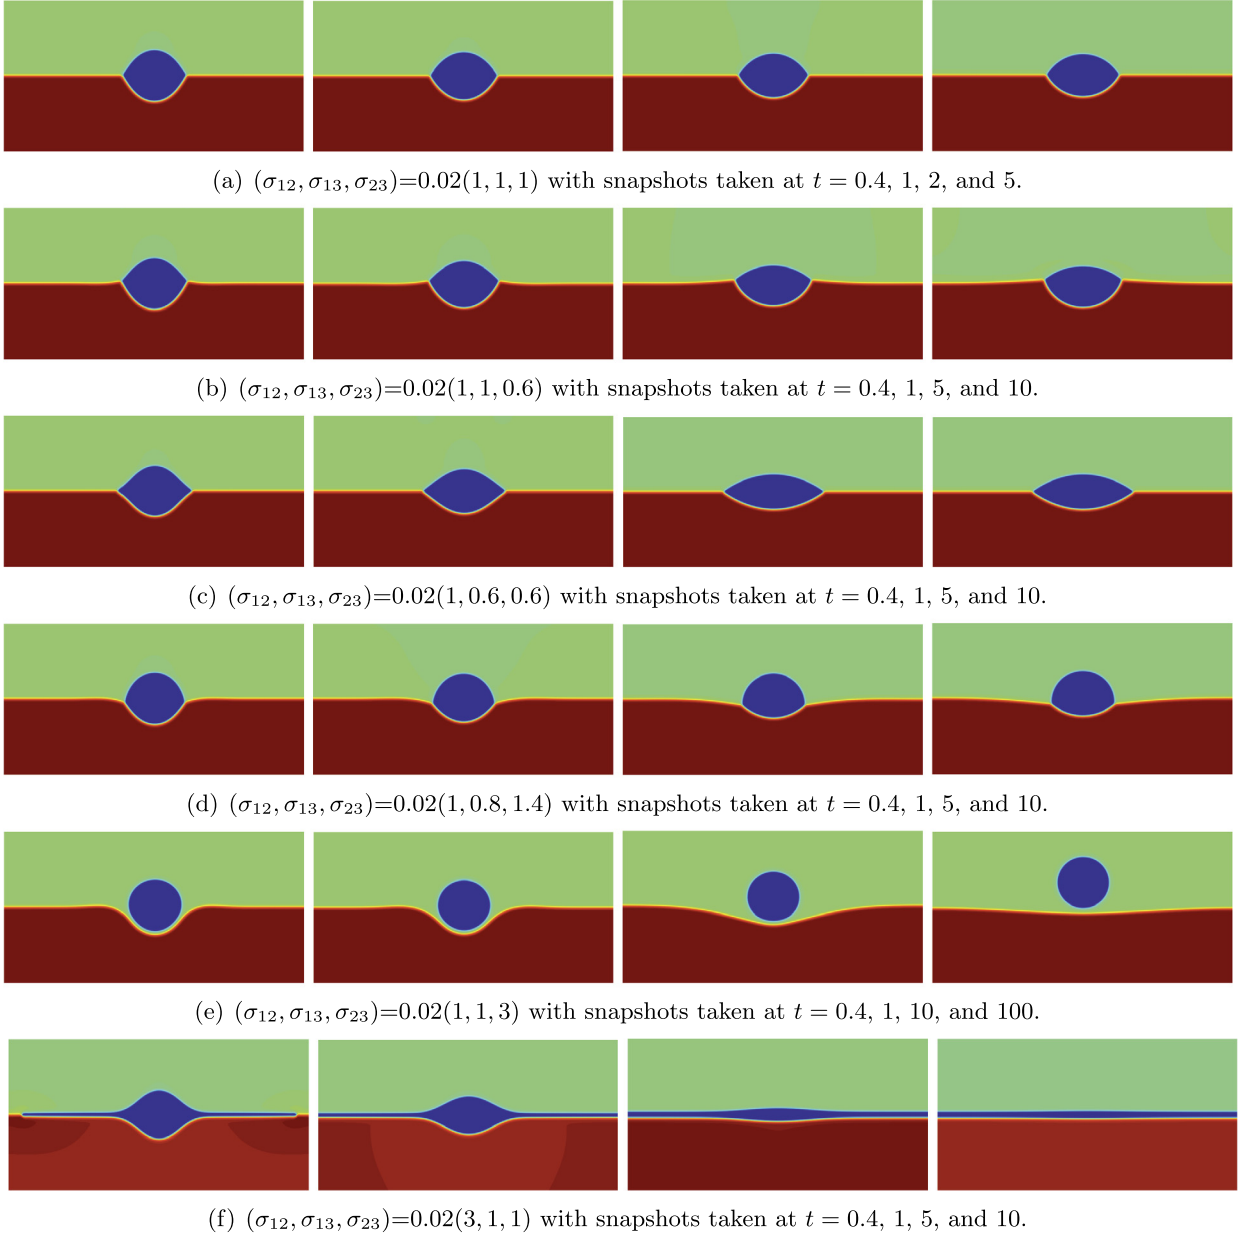 (a) (σ₁₂, σ₁₃, σ₂₃)=0.02(1, 1, 1) with snapshots taken at t = 0.4, 1, 2, and 5.
(b) (σ₁₂, σ₁₃, σ₂₃)=0.02(1, 1, 0.6) with snapshots taken at t = 0.4, 1, 5, and 10.
(c) (σ₁₂, σ₁₃, σ₂₃)=0.02(1, 0.6, 0.6) with snapshots taken at t = 0.4, 1, 5, and 10.
(d) (σ₁₂, σ₁₃, σ₂₃)=0.02(1, 0.8, 1.4) with snapshots taken at t = 0.4, 1, 5, and 10.
(e) (σ₁₂, σ₁₃, σ₂₃)=0.02(1, 1, 3) with snapshots taken at t = 0.4, 1, 10, and 100.
(f) (σ₁₂, σ₁₃, σ₂₃)=0.02(3, 1, 1) with snapshots taken at t = 0.4, 1, 5, and 10.